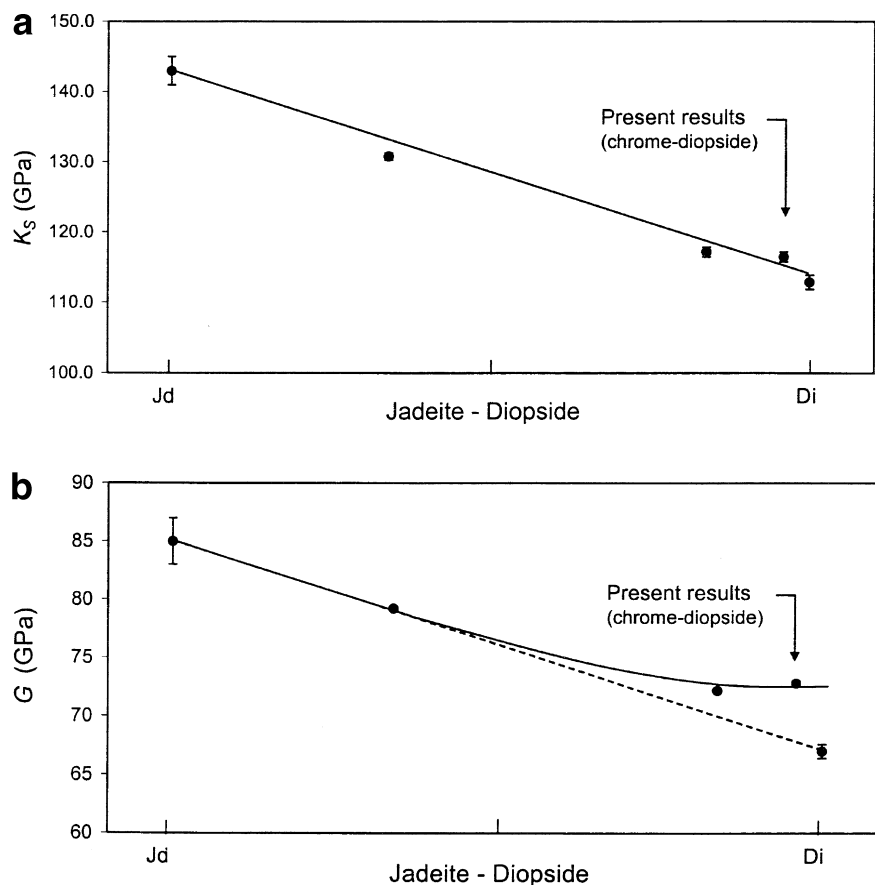 a
150.0
140.0
130.0
120.0
110.0
100.0
K_S (GPa)
Present results
(chrome-diopside)
Jd
Di
Jadeite - Diopside
b
90
85
80
75
70
65
60
G (GPa)
Present results
(chrome-diopside)
Jd
Di
Jadeite - Diopside